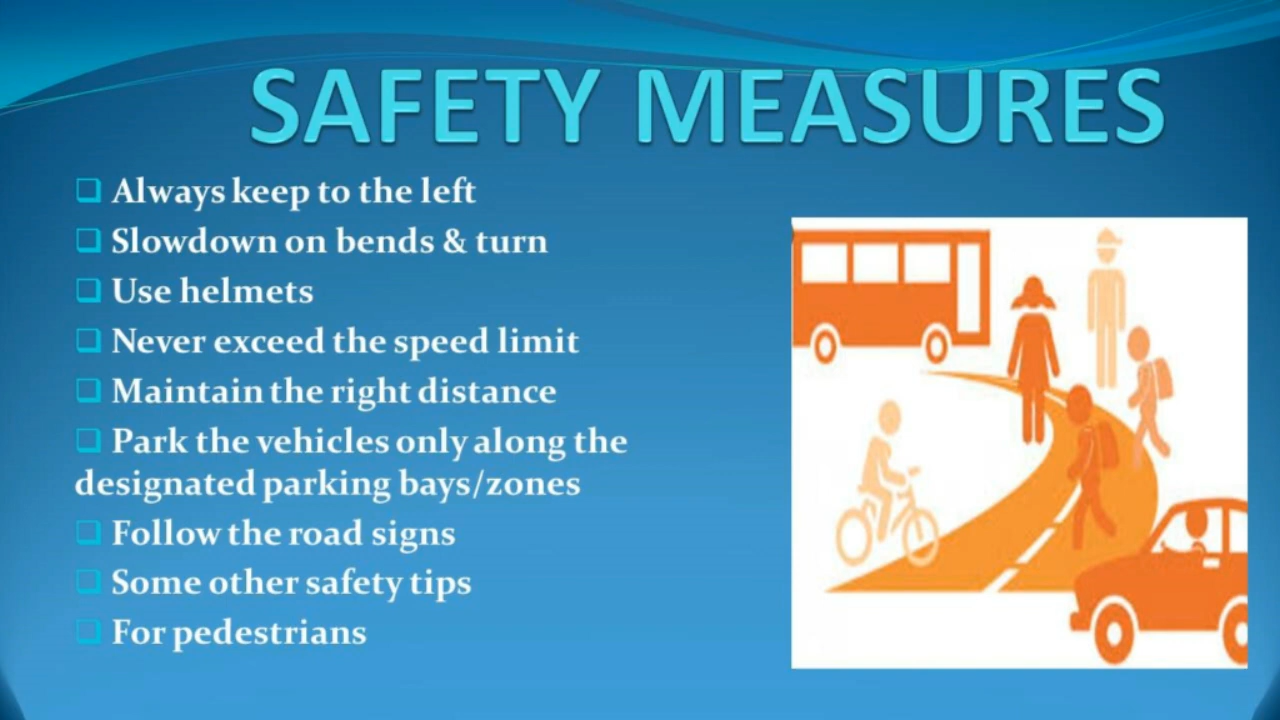 SAFETY MEASURES
Always keep to the left
Slowdown on bends & turn
Use helmets
Never exceed the speed limit
Maintain the right distance
Park the vehicles only along the
designated parking bays/zones
Follow the road signs
Some other safety tips
For pedestrians